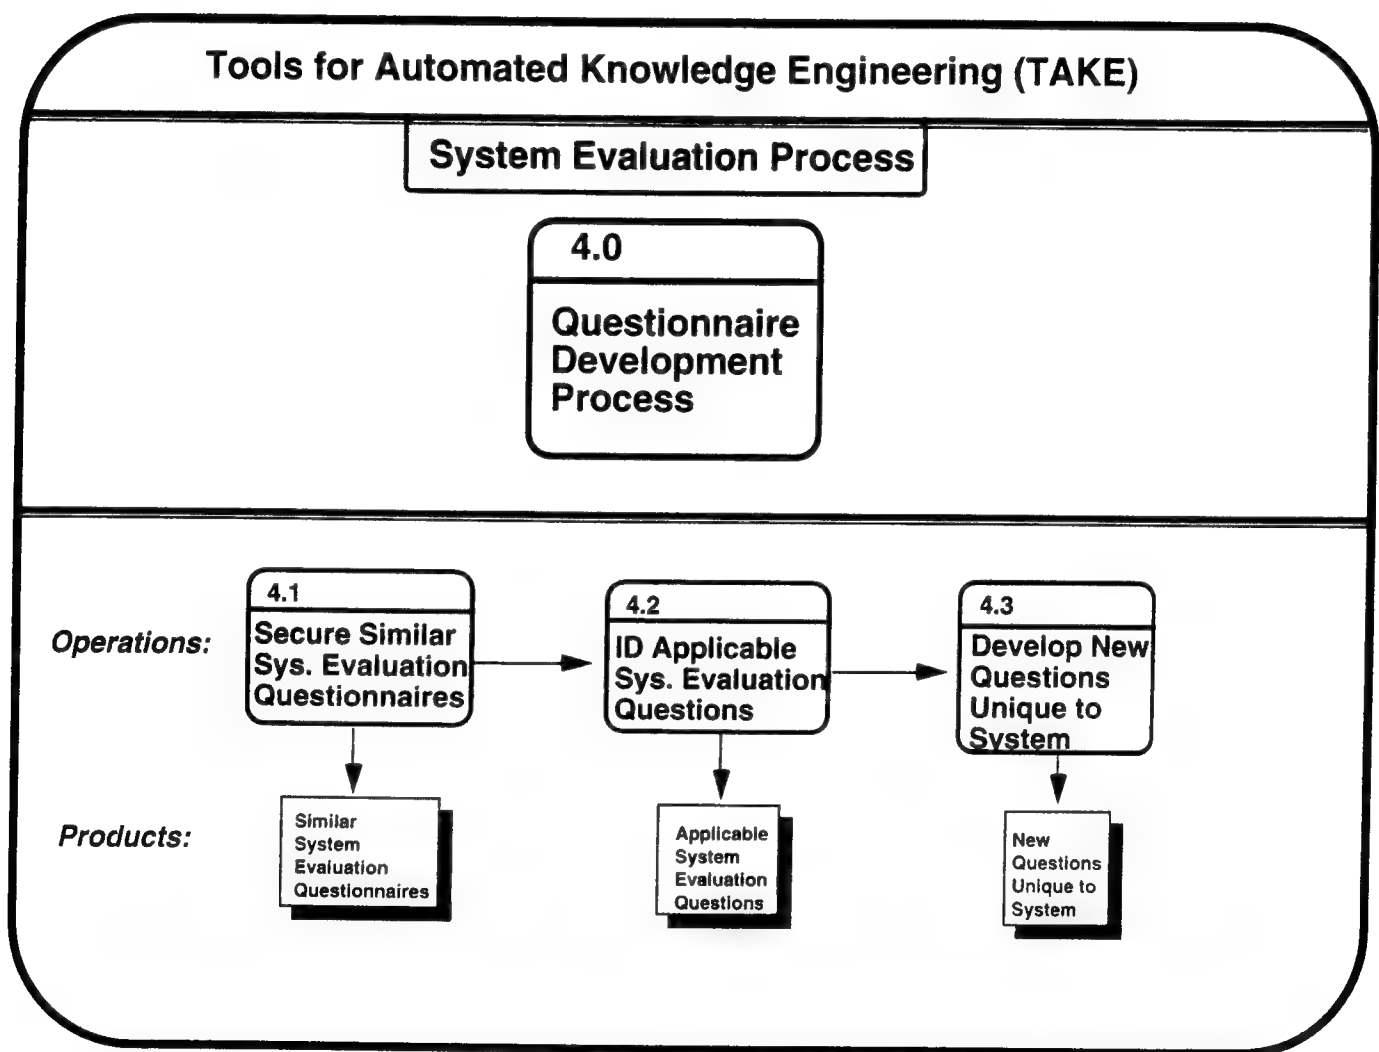 Tools for Automated Knowledge Engineering (TAKE)
System Evaluation Process
4.0
Questionnaire
Development
Process
Operations:
4.1
Secure Similar
Sys. Evaluation
Questionnaires
4.2
ID Applicable
Sys. Evaluation
Questions
4.3
Develop New
Questions
Unique to
System
Products:
Similar
System
Evaluation
Questionnaires
Applicable
System
Evaluation
Questions
New
Questions
Unique to
System